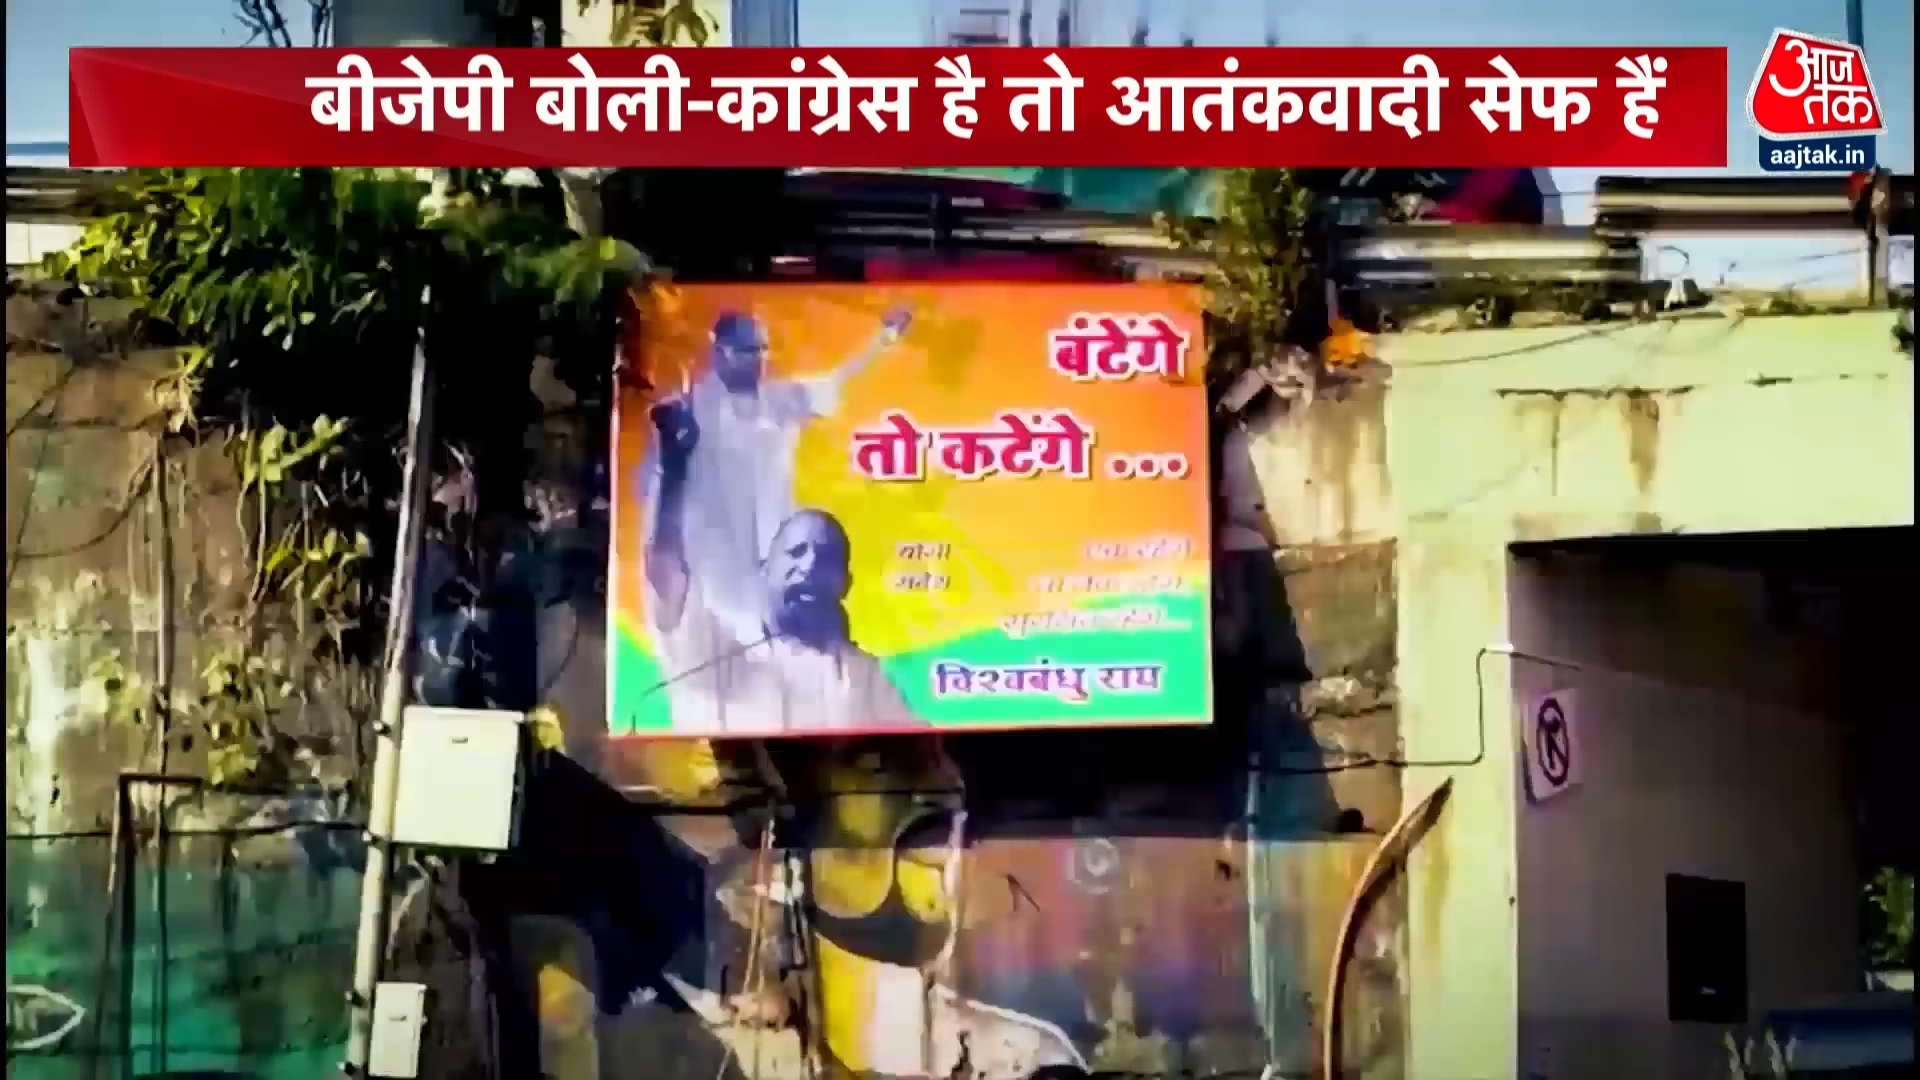 बीजेपी बोली-कांग्रेस है तो आतंकवादी सेफ हैं
आज
तक
aajtak.in
बंटेंगे
तो कटेंगे ...
योगी
विश्वबंधु राय